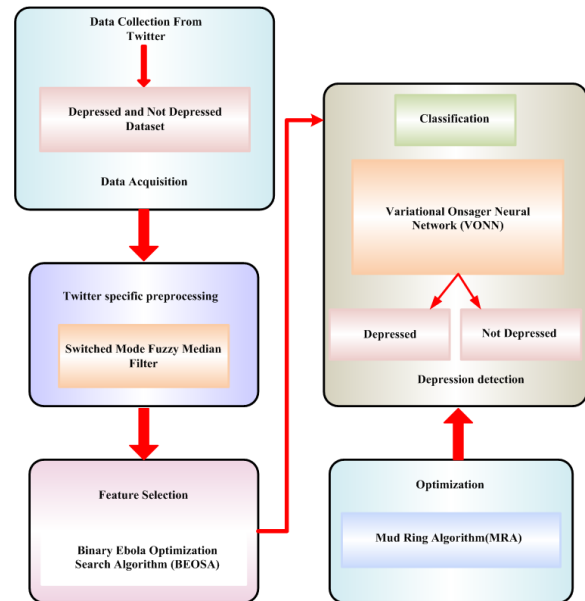 Data Collection From
Twitter
Depressed and Not Depressed
Dataset
Data Acquisition
Twitter specific preprocessing
Switched Mode Fuzzy Median
Filter
Feature Selection
Binary Ebola Optimization
Search Algorithm (BEOSA)
Classification
Variational Onsager Neural
Network (VONN)
Depressed
Not Depressed
Depression detection
Optimization
Mud Ring Algorithm(MRA)